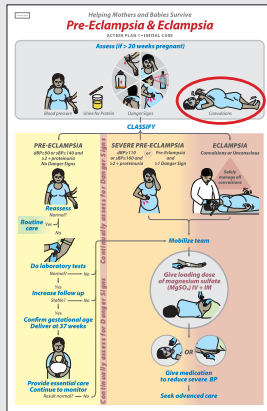 Helping Mothers and Babies Survive
Pre-Eclampsia & Eclampsia
ACTION PLAN 1 • INITIAL CARE
Assess (if > 20 weeks pregnant)
Blood pressure
Urine for Protein
Danger Signs
Convulsions
CLASSIFY
PRE-ECLAMPSIA
dBP≥90 or sBP≥140 and
≥2 + proteinuria
No Danger Signs
SEVERE PRE-ECLAMPSIA
dBP≥110
or sBP≥160 and
≥2 + proteinuria
or
Pre-Eclampsia
and
≥1 Danger Sign
ECLAMPSIA
Convulsions or Unconscious
Safely
manage all
convulsions
Continually assess for Danger Signs
Continually assess for Danger Signs
Reassess
Normal?
Yes
Routine
care
No
Do laboratory tests
Normal?
No
Yes
Increase follow up
Stable?
No
Yes
Confirm gestational age
Deliver at 37 weeks
Provide essential care
Continue to monitor
Result normal?
No
Mobilize team
Give loading dose
of magnesium sulfate
(MgSO₄) IV + IM
OR
Give medication
to reduce severe BP
Seek advanced care